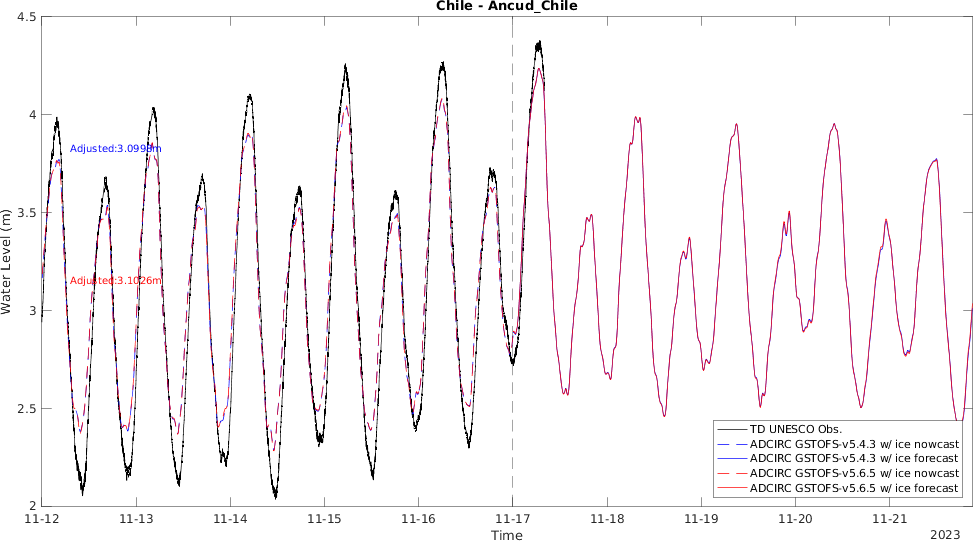 Chile - Ancud_Chile
4.5
4
3.5
3
2.5
2
Water Level (m)
Adjusted:3.0998m
Adjusted:3.1026m
TD UNESCO Obs.
ADCIRC GSTOFS-v5.4.3 w/ ice nowcast
ADCIRC GSTOFS-v5.4.3 w/ ice forecast
ADCIRC GSTOFS-v5.6.5 w/ ice nowcast
ADCIRC GSTOFS-v5.6.5 w/ ice forecast
11-12 11-13 11-14 11-15 11-16 11-17 11-18 11-19 11-20 11-21
Time
2023